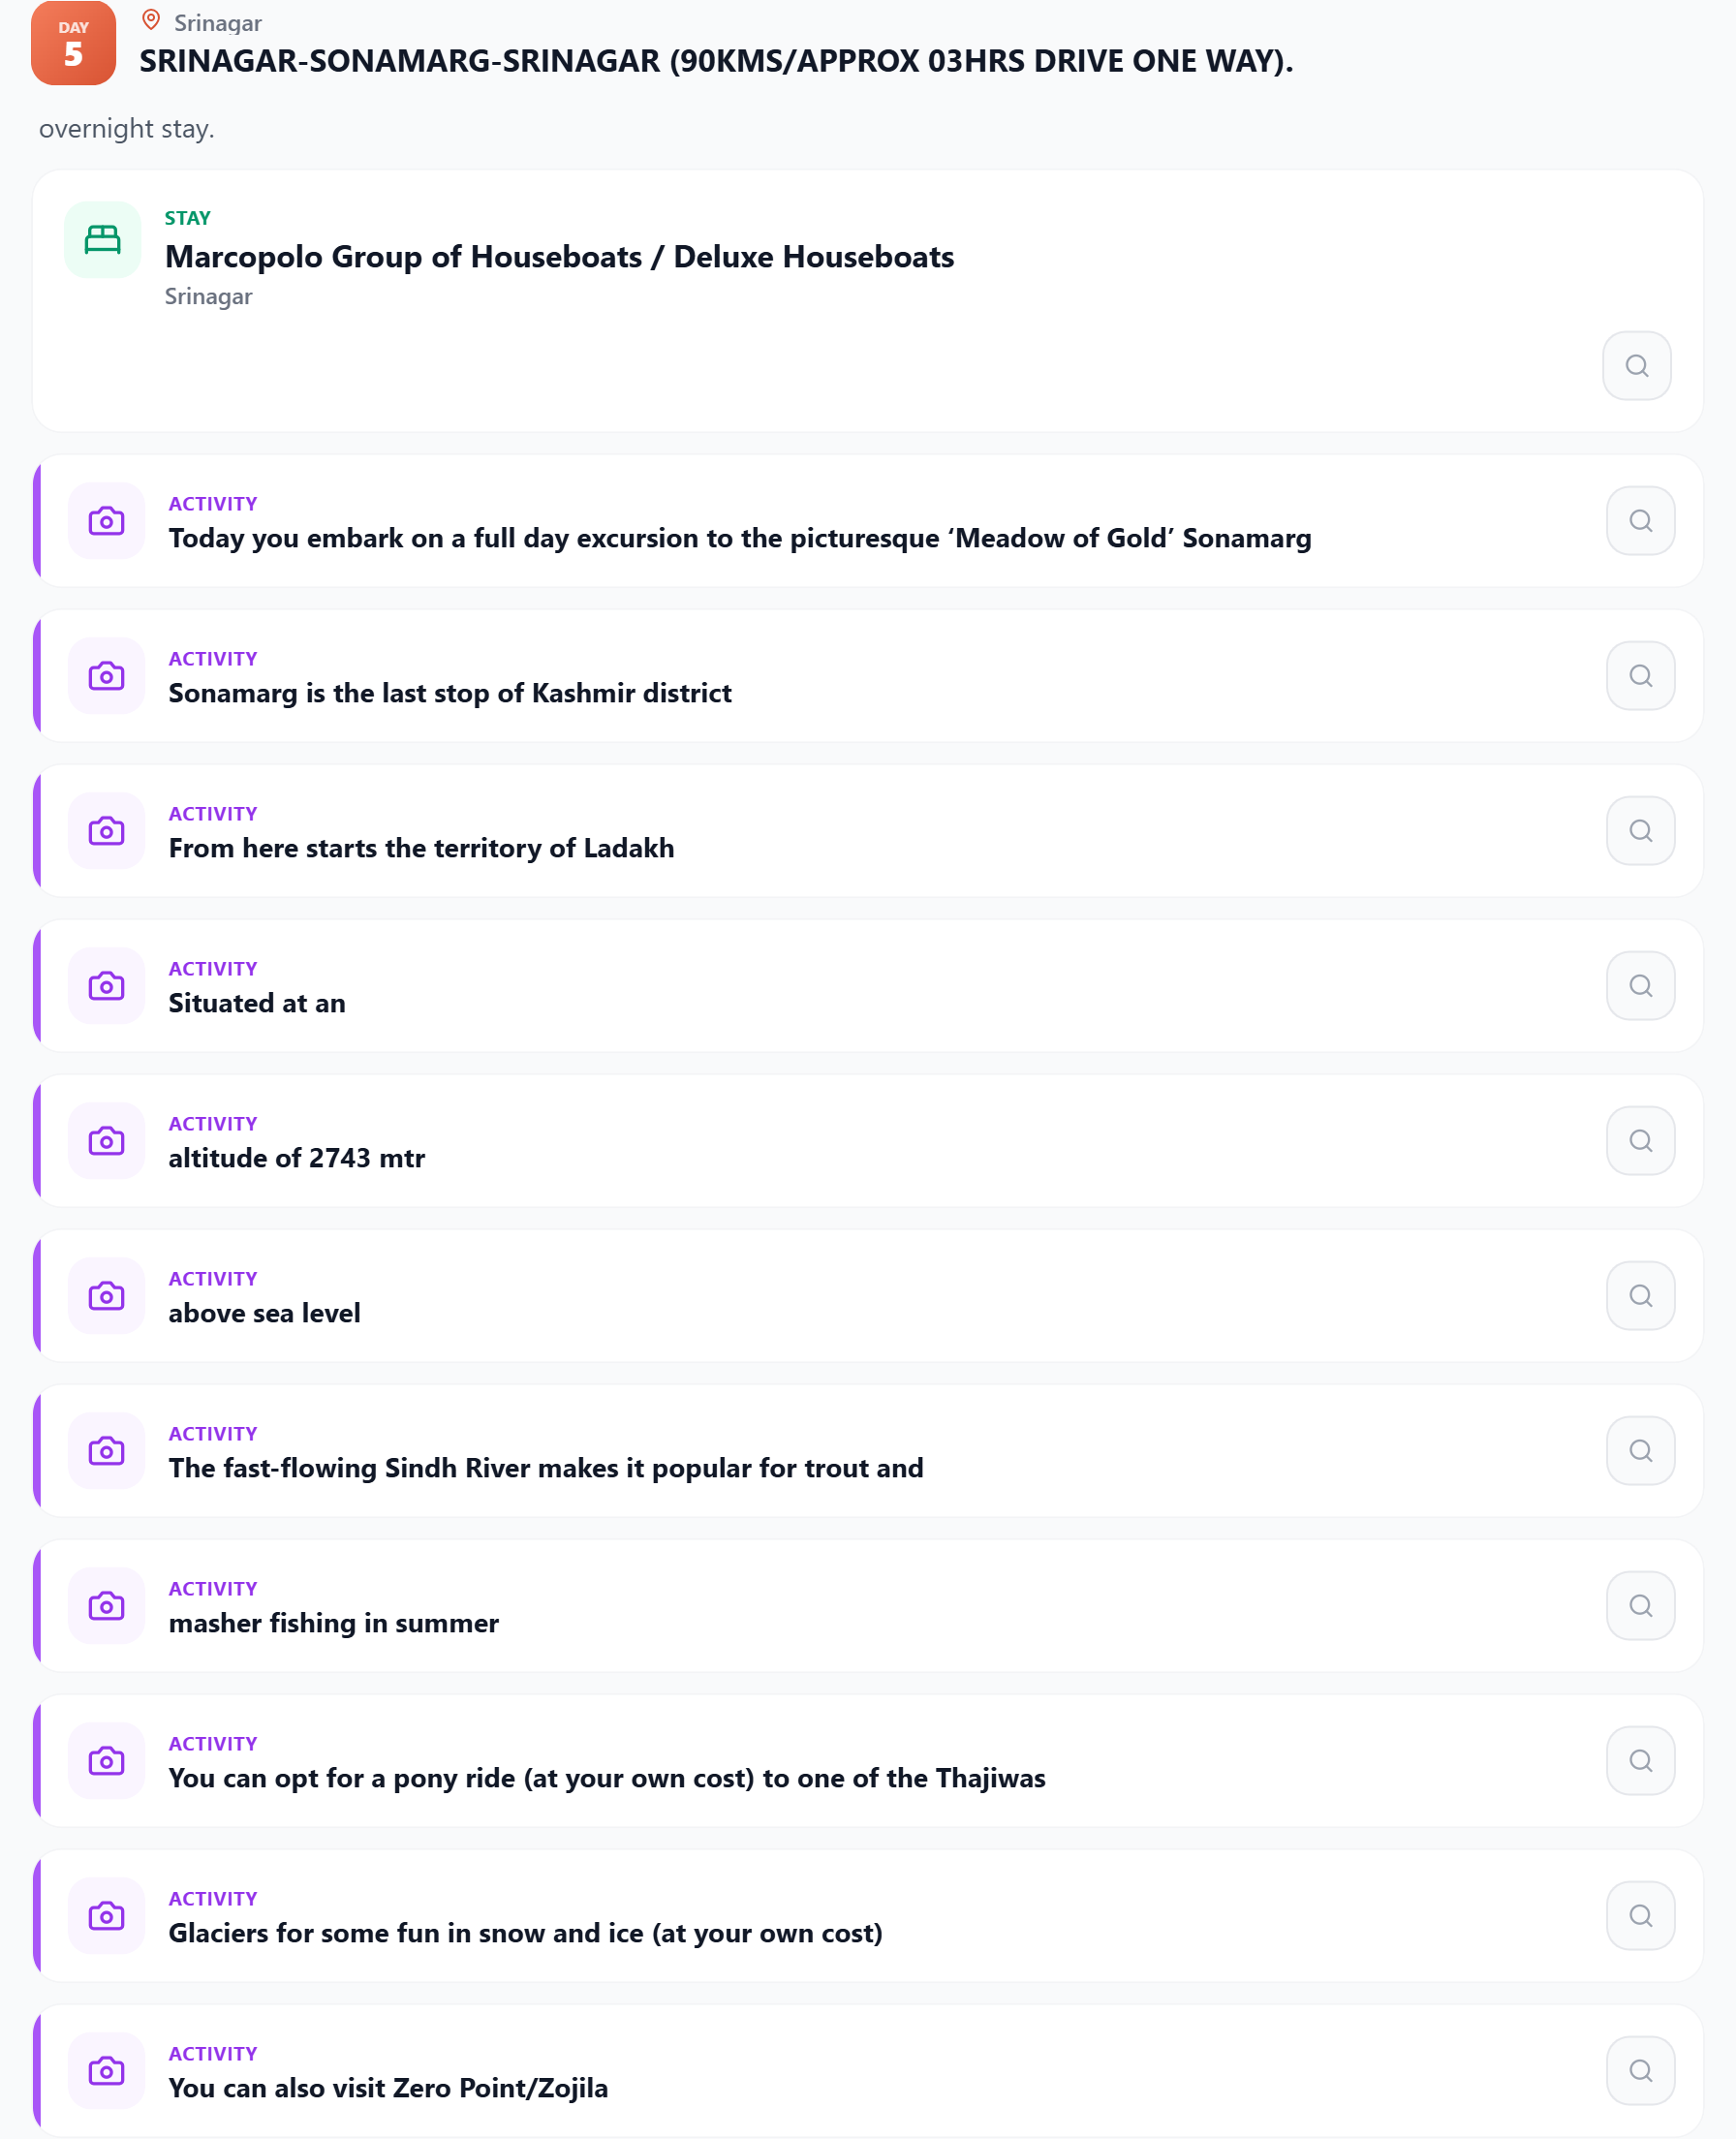 DAY
5
Srinagar
SRINAGAR-SONAMARG-SRINAGAR (90KMS/APPROX 03HRS DRIVE ONE WAY).
overnight stay.
STAY
Marcopolo Group of Houseboats / Deluxe Houseboats
Srinagar
ACTIVITY
Today you embark on a full day excursion to the picturesque ‘Meadow of Gold’ Sonamarg
ACTIVITY
Sonamarg is the last stop of Kashmir district
ACTIVITY
From here starts the territory of Ladakh
ACTIVITY
Situated at an
ACTIVITY
altitude of 2743 mtr
ACTIVITY
above sea level
ACTIVITY
The fast-flowing Sindh River makes it popular for trout and
ACTIVITY
masher fishing in summer
ACTIVITY
You can opt for a pony ride (at your own cost) to one of the Thajiwas
ACTIVITY
Glaciers for some fun in snow and ice (at your own cost)
ACTIVITY
You can also visit Zero Point/Zojila